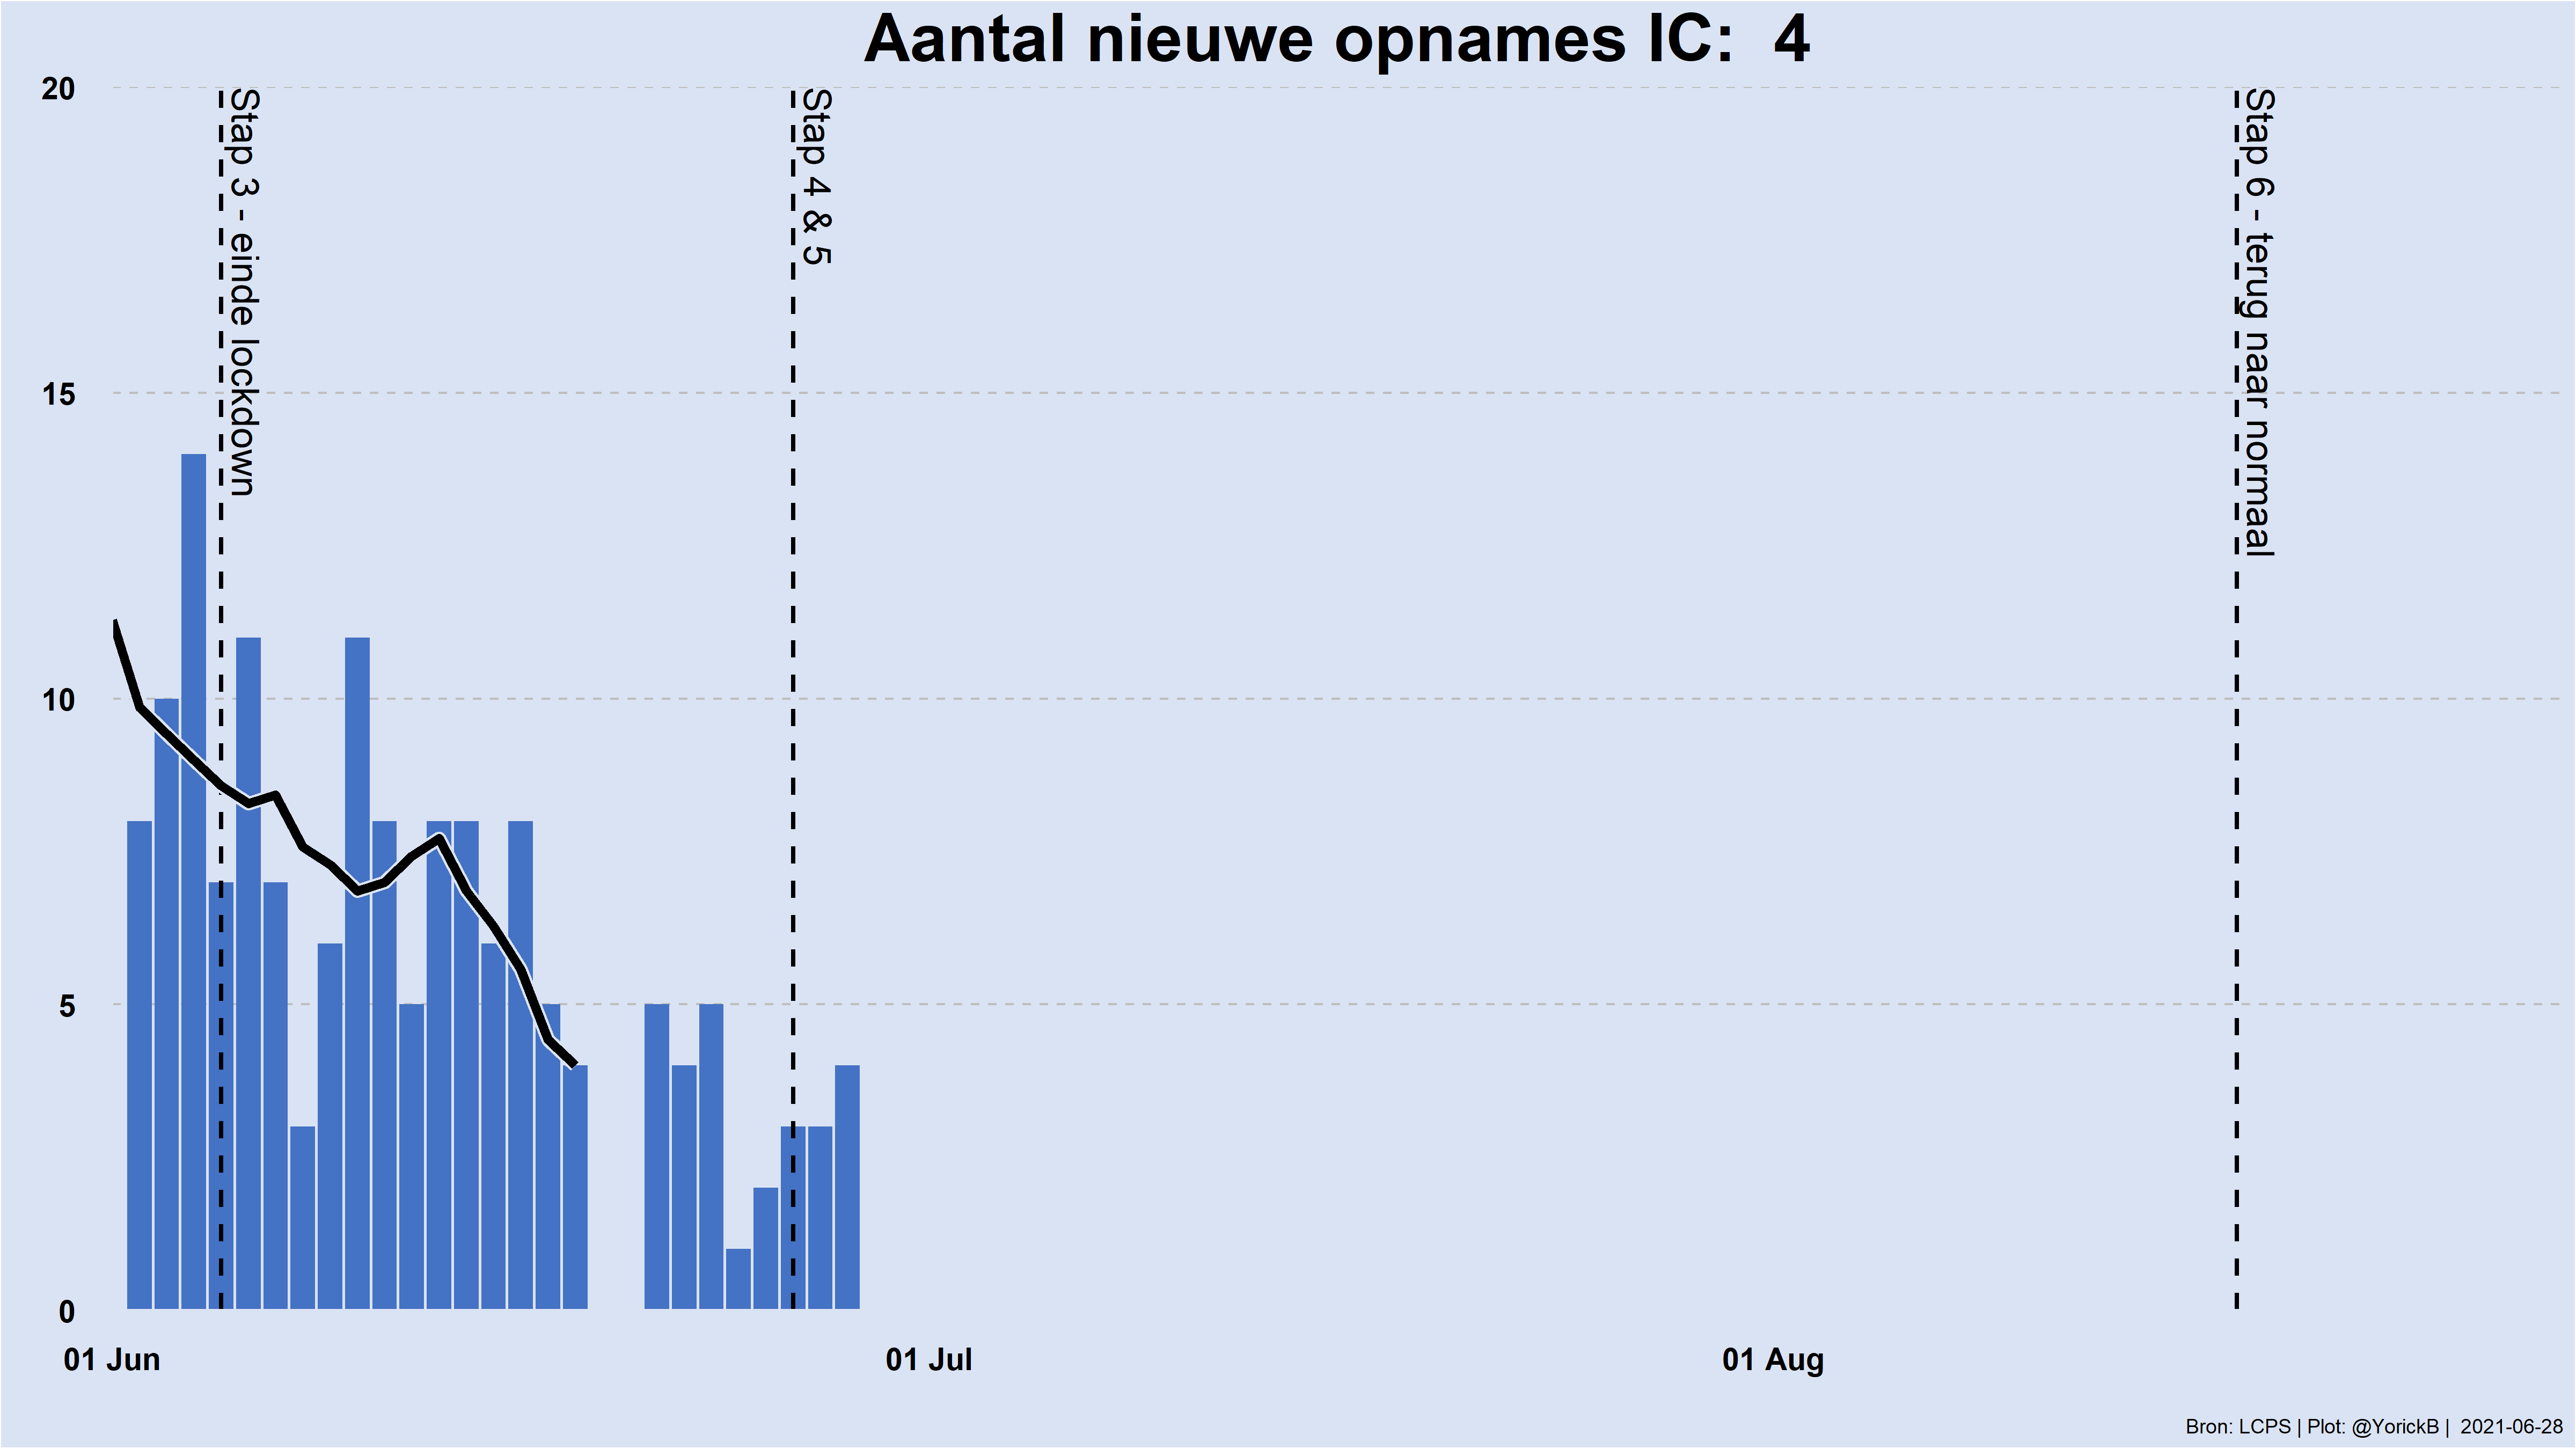 Aantal nieuwe opnames IC:  4
20
15
10
5
0
Stap 3 - einde lockdown
Stap 4 & 5
Stap 6 - terug naar normaal
01 Jun
01 Jul
01 Aug
Bron: LCPS | Plot: @YorickB |  2021-06-28